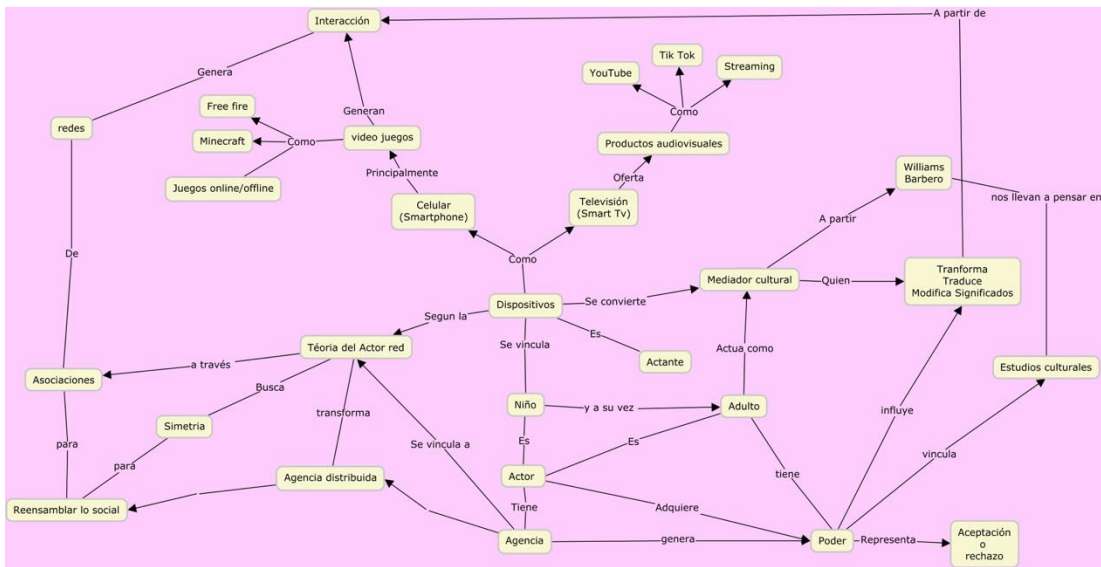 Interacción
A partir de
Tik Tok
Streaming
YouTube
Genera
Free fire
Generan
Como
redes
Minecraft
Como
video juegos
Productos audiovisuales
Principalmente
Oferta
Juegos online/offline
Williams
Barbero
nos llevan a pensar en
Celular
(Smartphone)
Televisión
(Smart Tv)
A partir
De
Como
Mediador cultural
Quien
Tranforma
Traduce
Modifica Significados
Dispositivos
Se convierte
Segun la
Es
Téoria del Actor red
Se vincula
Actua como
Actante
a través
Asociaciones
Estudios culturales
Busca
Niño
y a su vez
Adulto
transforma
influye
Simetria
para
Se vincula a
Es
Es
vincula
para
Agencia distribuida
Actor
tiene
Reensamblar lo social
Tiene
Adquiere
Agencia
genera
Poder
Representa
Aceptación
o
rechazo